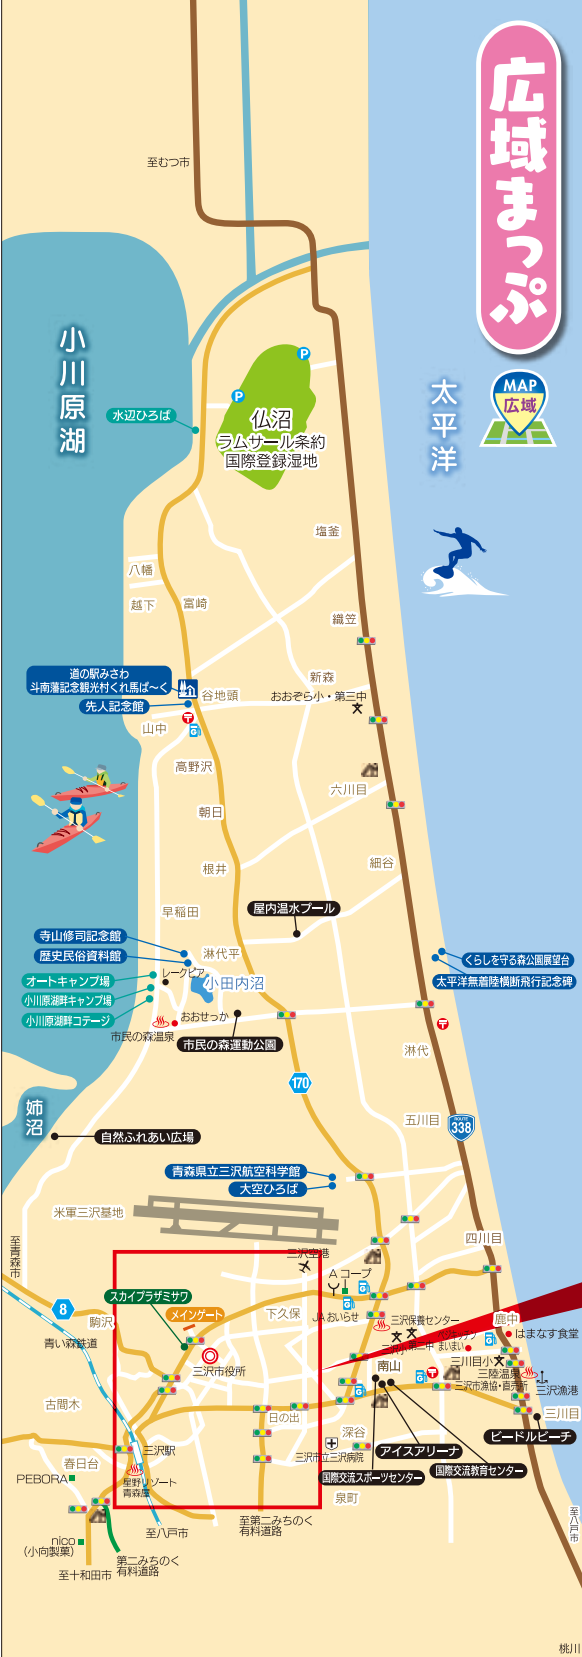 広域まっぷ
至むつ市
小川原湖
太平洋
MAP
広域
P
P
水辺ひろば
仏沼
ラムサール条約
国際登録湿地
塩釜
八幡
越下
富崎
織笠
新森
道の駅みさわ
斗南藩記念観光村くれ馬ぱ〜く
先人記念館
谷地頭
おおぞら小・第三中
山中
高野沢
六川目
朝日
細谷
根井
早稲田
屋内温水プール
寺山修司記念館
歴史民俗資料館
淋代平
くらしを守る森公園展望台
太平洋無着陸横断飛行記念碑
オートキャンプ場
レークピア
小田内沼
小川原湖畔キャンプ場
小川原湖畔コテージ
おおせっか
市民の森温泉
市民の森運動公園
淋代
170
姉沼
五川目
ROUTE
338
自然ふれあい広場
青森県立三沢航空科学館
大空ひろば
米軍三沢基地
至青森市
四川目
三沢空港
Aコープ
スカイプラザミサワ
メインゲート
8
駒沢
下久保
JAおいらせ
三沢保養センター
鹿中
はまなす食堂
青い森鉄道
三沢市役所
第二中
まいまい
三川目小
南山
三陸温泉
三沢市漁協・直売所
三沢漁港
古間木
日の出
三川目
深谷
ビードルビーチ
三沢駅
三沢市立三沢病院
アイスアリーナ
春日台
国際交流スポーツセンター
国際交流教育センター
PEBORA
星野リゾート
青森屋
泉町
至八戸市
至第二みちのく
有料道路
至八戸市
nico
(小向製菓)
第二みちのく
有料道路
至十和田市
桃川